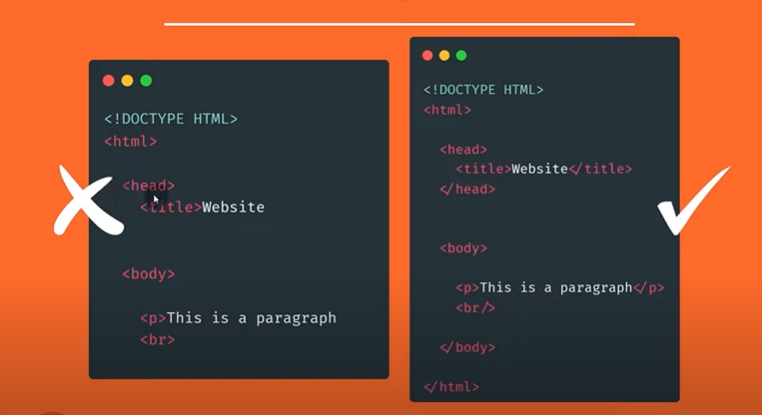 <!DOCTYPE HTML>
<html>
<head>
<title>Website
<body>
<p>This is a paragraph
<br>
<!DOCTYPE HTML>
<html>
<head>
<title>Website</title>
</head>
<body>
<p>This is a paragraph</p>
<br/>
</body>
</html>